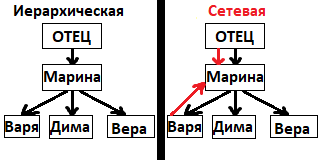 Иерархическая
ОТЕЦ
Марина
Варя Дима Вера
Сетевая
ОТЕЦ
Марина
Варя Дима Вера